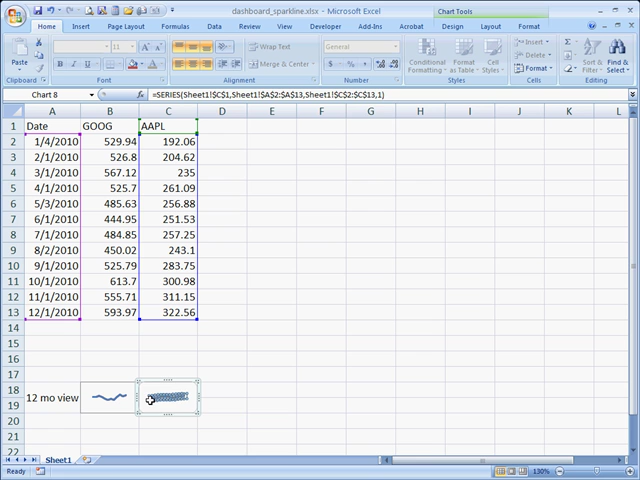 dashboard_sparkline.xlsx - Microsoft Excel
Chart Tools
Home Insert Page Layout Formulas Data Review View Developer Add-Ins Acrobat Design Layout Format
Paste
Clipboard
11
Font
Wrap Text
Merge & Center
Alignment
General
Number
Conditional Formatting
Format as Table
Cell Styles
Styles
Insert
Delete
Format
Cells
Sort & Filter
Find & Select
Editing
Chart 8
=SERIES(Sheet1!$C$1,Sheet1!$A$2:$A$13,Sheet1!$C$2:$C$13,1)
A B C D E F G H I J K L
1 Date GOOG AAPL
2 1/4/2010 529.94 192.06
3 2/1/2010 526.8 204.62
4 3/1/2010 567.12 235
5 4/1/2010 525.7 261.09
6 5/3/2010 485.63 256.88
7 6/1/2010 444.95 251.53
8 7/1/2010 484.85 257.25
9 8/2/2010 450.02 243.1
10 9/1/2010 525.79 283.75
11 10/1/2010 613.7 300.98
12 11/1/2010 555.71 311.15
13 12/1/2010 593.97 322.56
14
15
16
17
18
12 mo view
19
20
21
22
Sheet1
Ready
130%